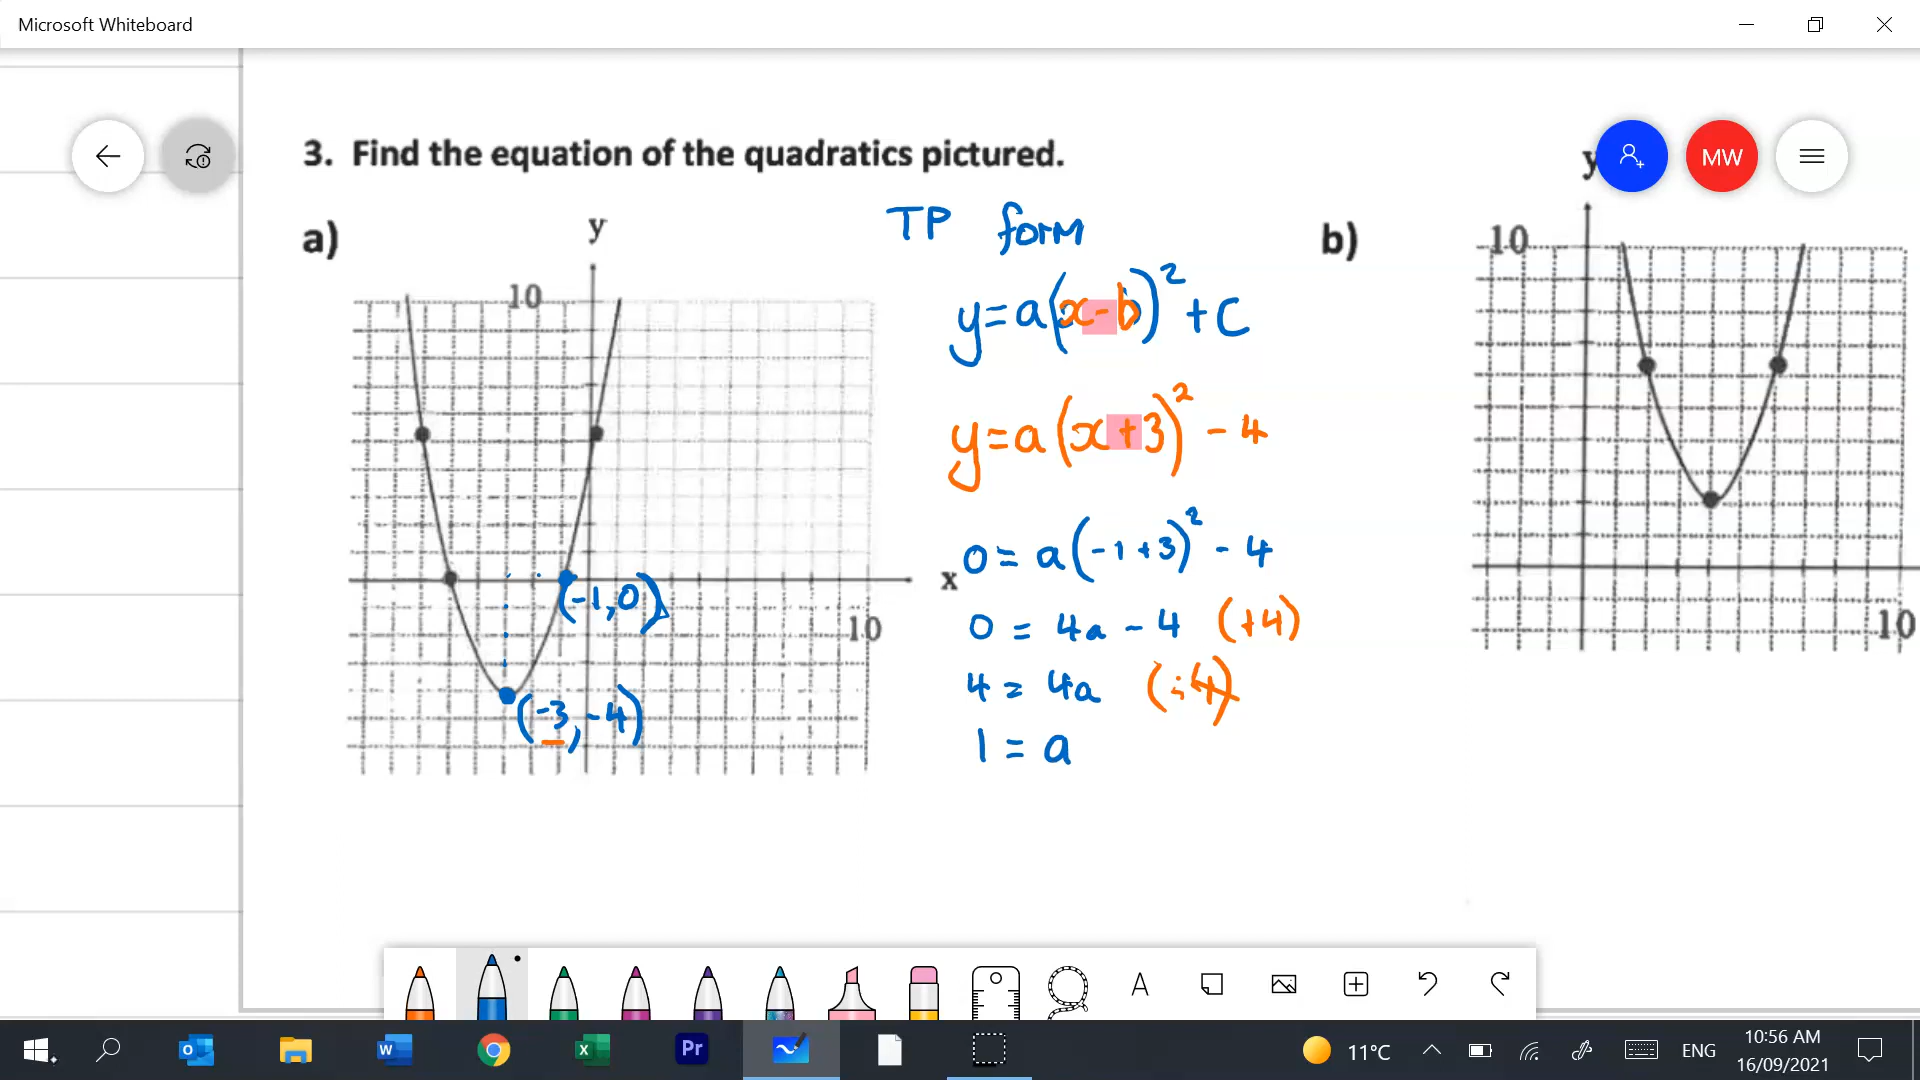 Microsoft Whiteboard
3. Find the equation of the quadratics pictured.
MW
a)
y
10
x
10
(-1,0)
(-3,-4)
TP form
y=a(x-b)²+c
y=a(x+3)²-4
0=a(-1+3)²-4
0=4a-4 (+4)
4=4a (÷4)
1=a
b)
y
10
10
A
W
Pr
11°C
ENG
10:56 AM
16/09/2021